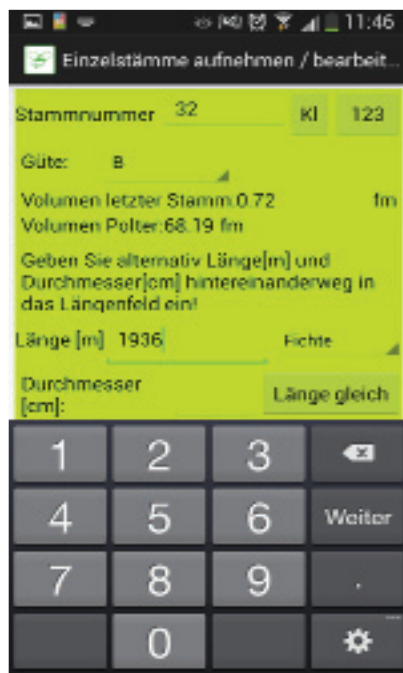 11:46
Einzelstämme aufnehmen / bearbeit...
Stammnummer 32 Kl 123
Güte: B
Volumen letzter Stamm:0.72 fm
Volumen Polter:68.19 fm
Geben Sie alternativ Länge[m] und
Durchmesser[cm] hintereinanderweg in
das Längenfeld ein!
Länge [m] 1936 Fichte
Durchmesser
[cm]: Länge gleich
1 2 3
4 5 6 Weiter
7 8 9 .
0